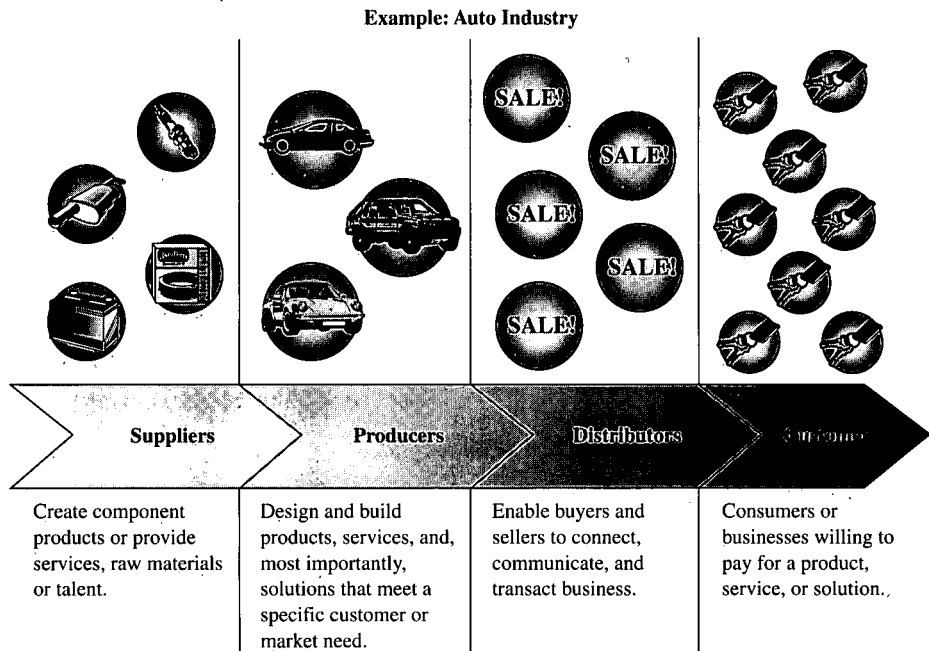 Example: Auto Industry
SALE!
SALE!
SALE!
SALE!
SALE!
Suppliers
Producers
Distributors
Create component
products or provide
services, raw materials
or talent.
Design and build
products, services, and,
most importantly,
solutions that meet a
specific customer or
market need.
Enable buyers and
sellers to connect,
communicate, and
transact business.
Consumers or
businesses willing to
pay for a product,
service, or solution.